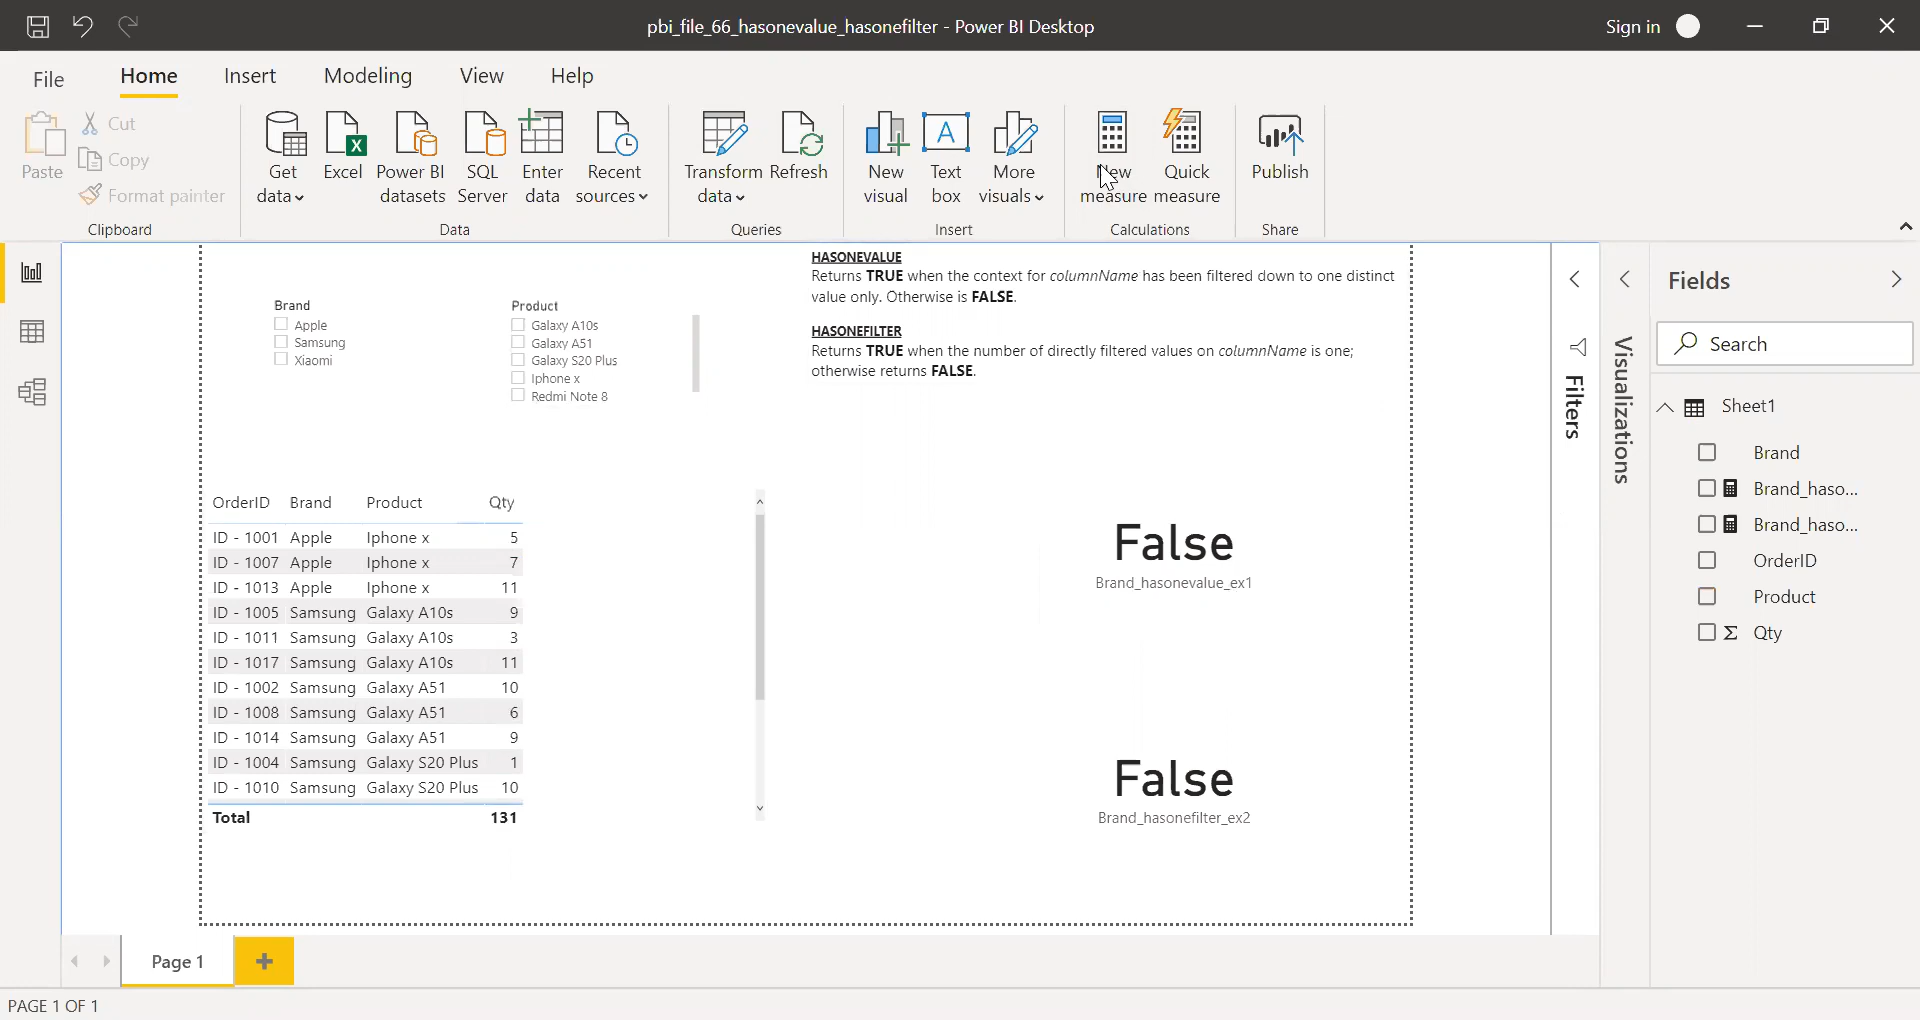 pbi_file_66_hasonevalue_hasonefilter - Power BI Desktop
Sign in
File
Home
Insert
Modeling
View
Help
Paste
Cut
Copy
Format painter
Clipboard
Get data
Excel
Power BI datasets
SQL Server
Enter data
Recent sources
Data
Transform data
Refresh
Queries
New visual
Text box
More visuals
Insert
New measure
Quick measure
Calculations
Publish
Share
Brand
Apple
Samsung
Xiaomi
Product
Galaxy A10s
Galaxy A51
Galaxy S20 Plus
Iphone x
Redmi Note 8
HASONEVALUE
Returns TRUE when the context for columnName has been filtered down to one distinct
value only. Otherwise is FALSE.
HASONEFILTER
Returns TRUE when the number of directly filtered values on columnName is one;
otherwise returns FALSE.
OrderID Brand Product Qty
ID - 1001 Apple Iphone x 5
ID - 1007 Apple Iphone x 7
ID - 1013 Apple Iphone x 11
ID - 1005 Samsung Galaxy A10s 9
ID - 1011 Samsung Galaxy A10s 3
ID - 1017 Samsung Galaxy A10s 11
ID - 1002 Samsung Galaxy A51 10
ID - 1008 Samsung Galaxy A51 6
ID - 1014 Samsung Galaxy A51 9
ID - 1004 Samsung Galaxy S20 Plus 1
ID - 1010 Samsung Galaxy S20 Plus 10
Total 131
False
Brand_hasonevalue_ex1
False
Brand_hasonefilter_ex2
Filters
Visualizations
Fields
Search
Sheet1
Brand
Brand_haso...
Brand_haso...
OrderID
Product
Qty
Page 1
PAGE 1 OF 1